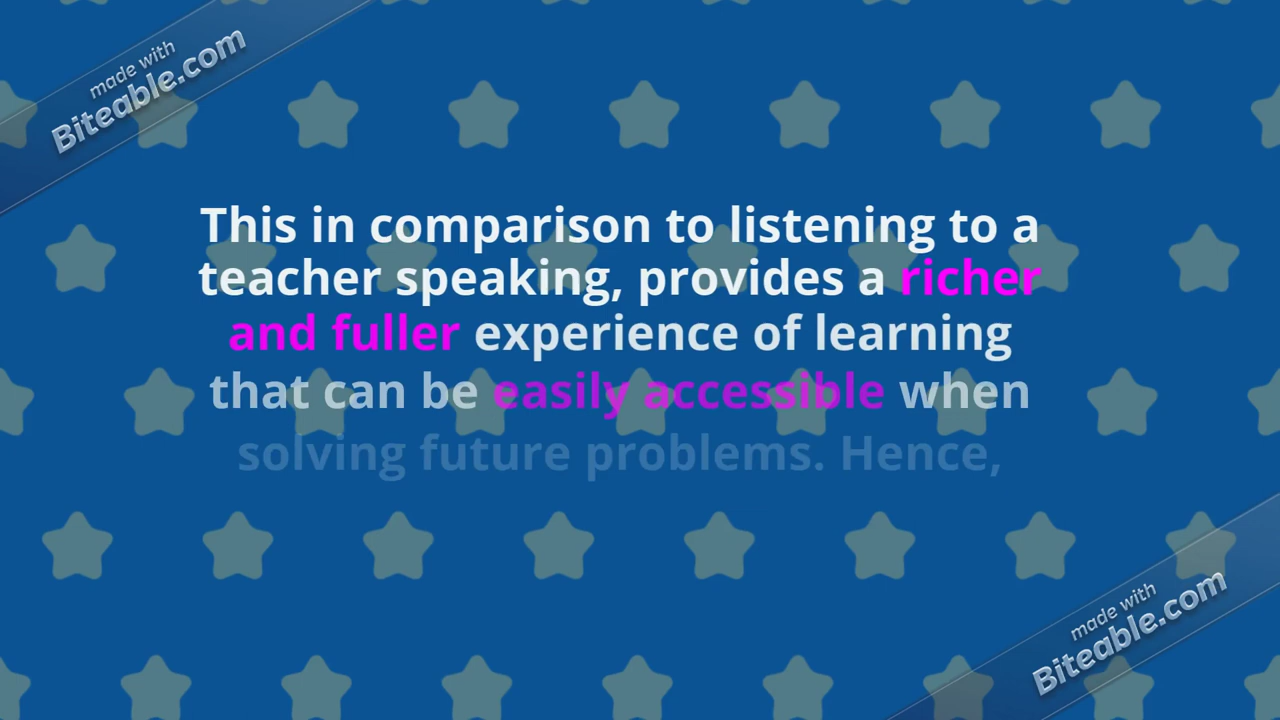 made with
Biteable.com
This in comparison to listening to a
teacher speaking, provides a richer
and fuller experience of learning
that can be easily accessible when
solving future problems. Hence,
made with
Biteable.com